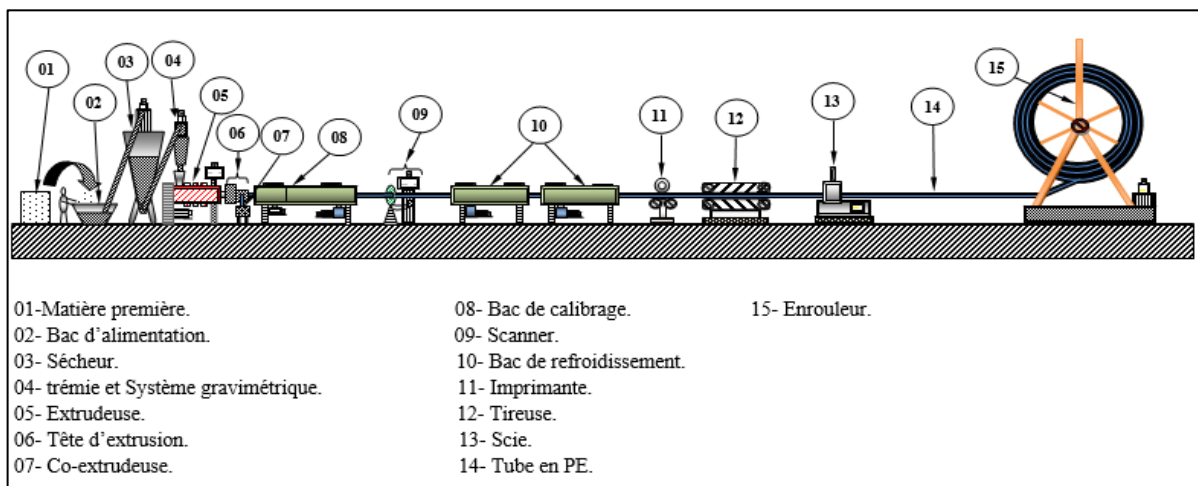 01
02
03
04
05
06
07
08
09
10
11
12
13
14
15
01-Matière première.
02- Bac d’alimentation.
03- Sécheur.
04- trémie et Système gravimétrique.
05- Extrudeuse.
06- Tête d’extrusion.
07- Co-extrudeuse.
08- Bac de calibrage.
09- Scanner.
10- Bac de refroidissement.
11- Imprimante.
12- Tireuse.
13- Scie.
14- Tube en PE.
15- Enrouleur.